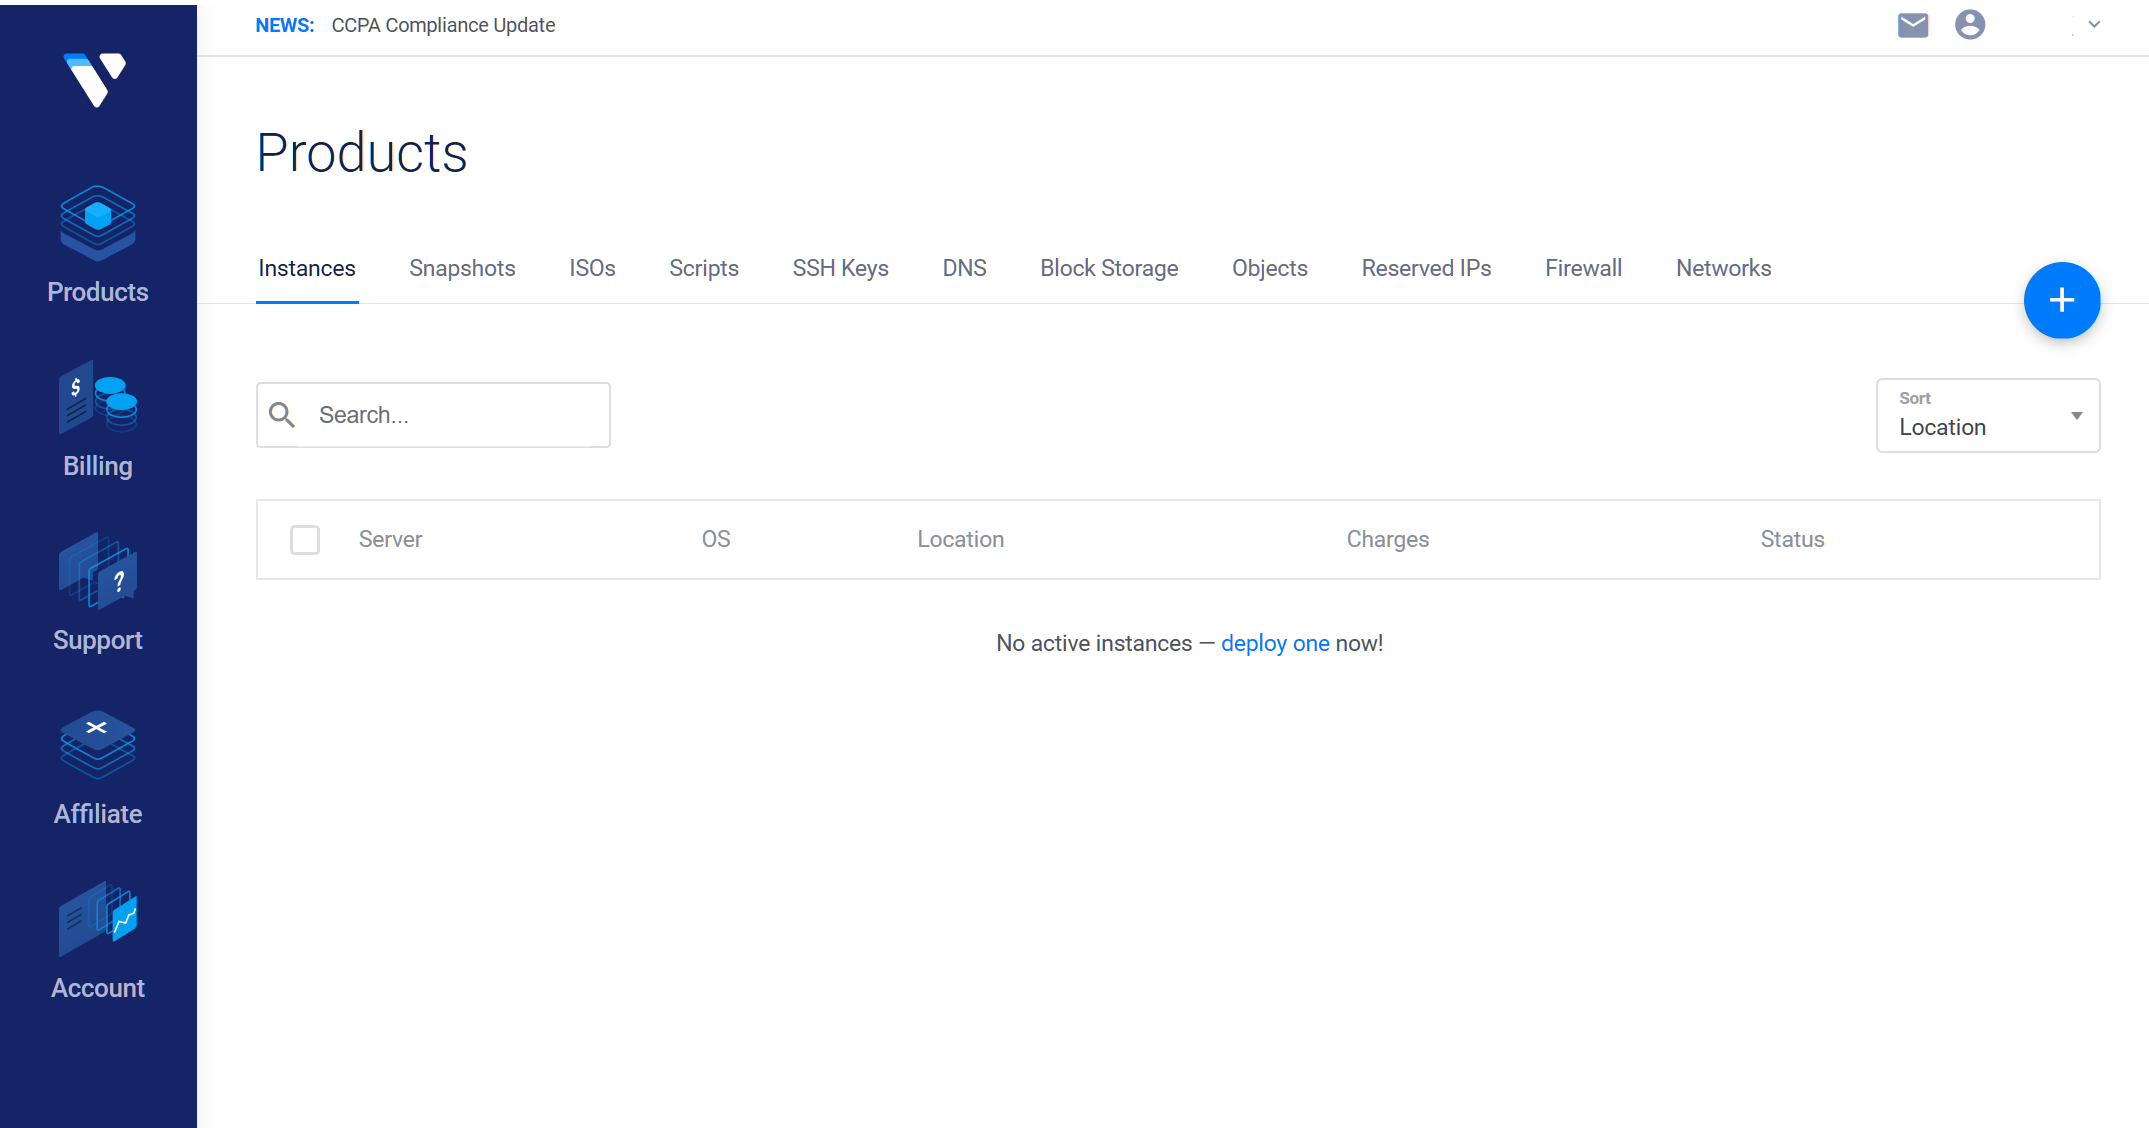 NEWS: CCPA Compliance Update
Products
Products
Billing
Support
Affiliate
Account
Instances Snapshots ISOs Scripts SSH Keys DNS Block Storage Objects Reserved IPs Firewall Networks
+
Search...
Sort
Location
Server OS Location Charges Status
No active instances — deploy one now!